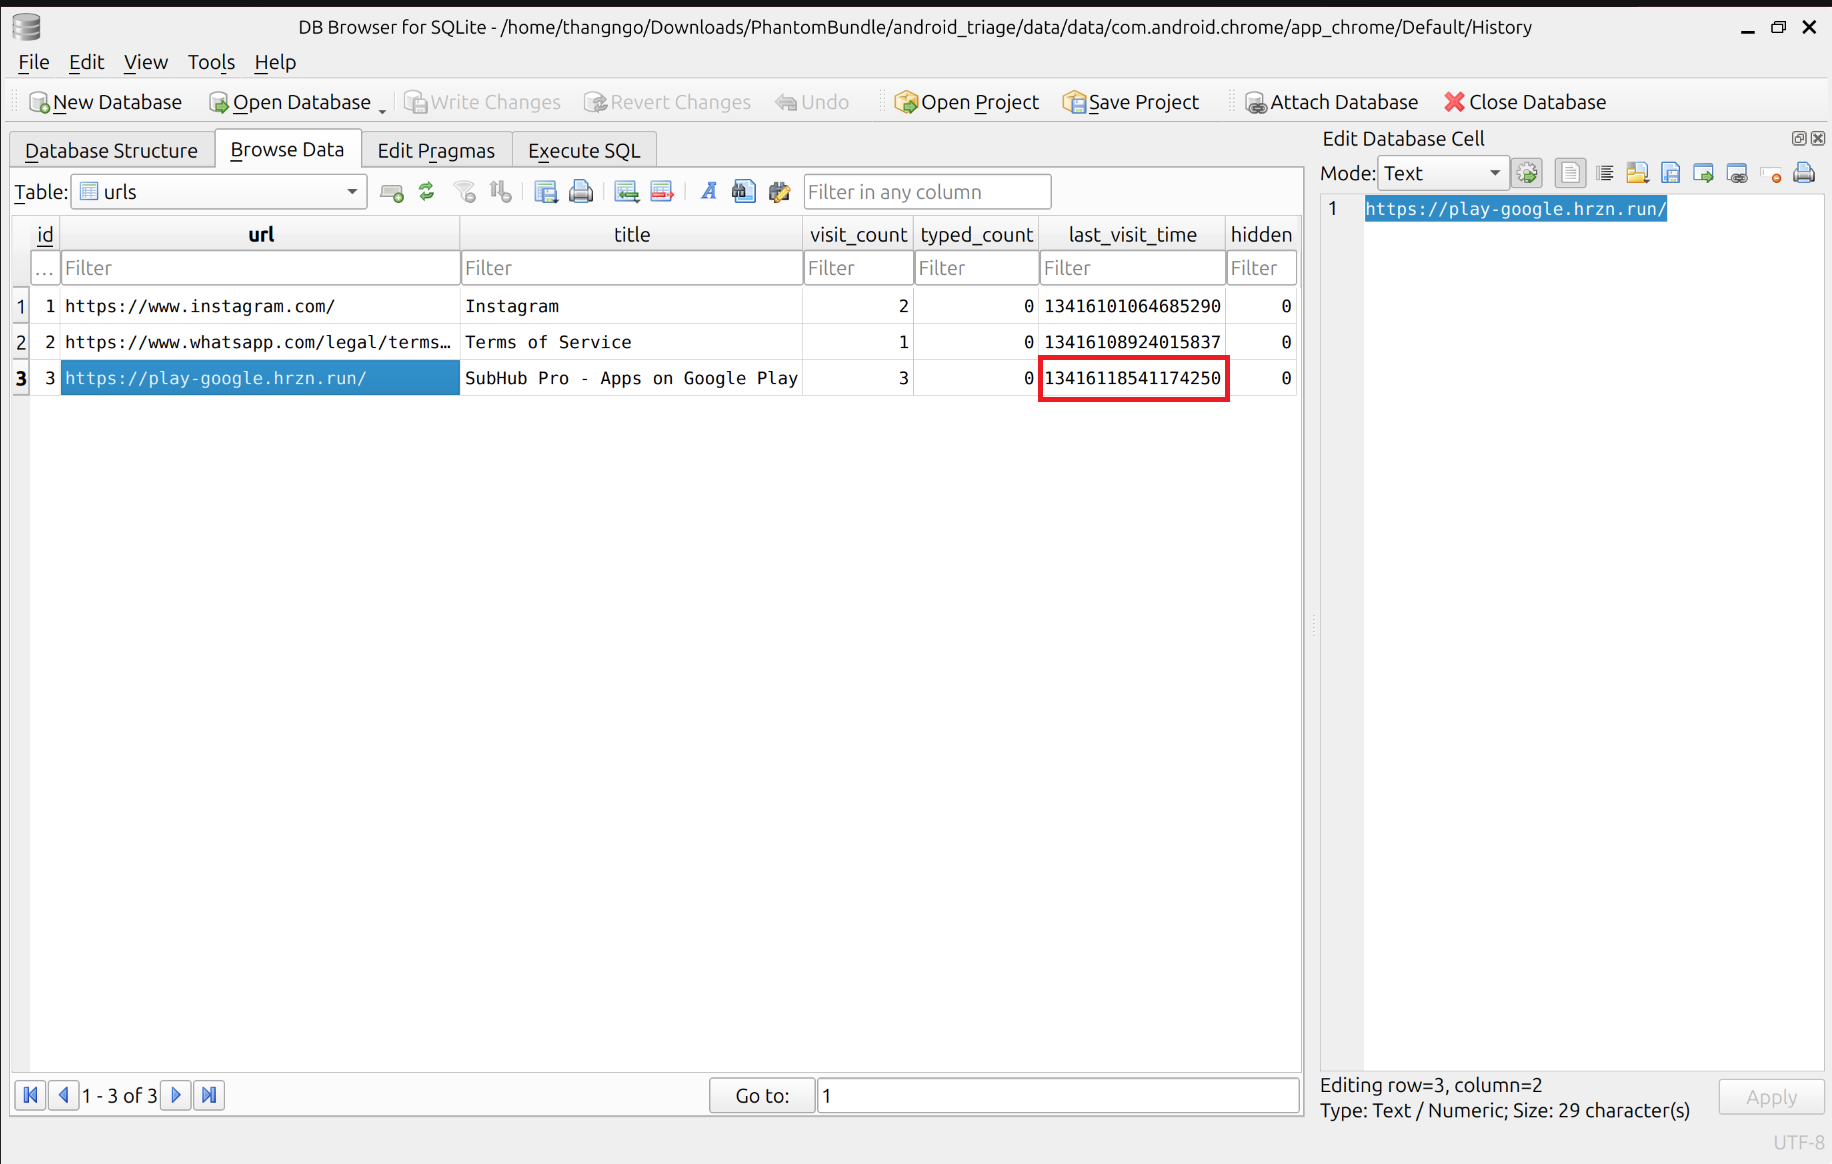 DB Browser for SQLite - /home/thangngo/Downloads/PhantomBundle/android_triage/data/data/com.android.chrome/app_chrome/Default/History
File Edit View Tools Help
New Database Open Database Write Changes Revert Changes Undo Open Project Save Project Attach Database Close Database
Database Structure Browse Data Edit Pragmas Execute SQL
Table: urls Filter in any column
id url title visit_count typed_count last_visit_time hidden
... Filter Filter Filter Filter Filter Filter
1 1 https://www.instagram.com/ Instagram 2 0 13416101064685290 0
2 2 https://www.whatsapp.com/legal/terms... Terms of Service 1 0 13416108924015837 0
3 3 https://play-google.hrzn.run/ SubHub Pro - Apps on Google Play 3 0 13416118541174250 0
1 - 3 of 3 Go to: 1
Edit Database Cell
Mode: Text
1 https://play-google.hrzn.run/
Editing row=3, column=2
Type: Text / Numeric; Size: 29 character(s)
Apply
UTF-8